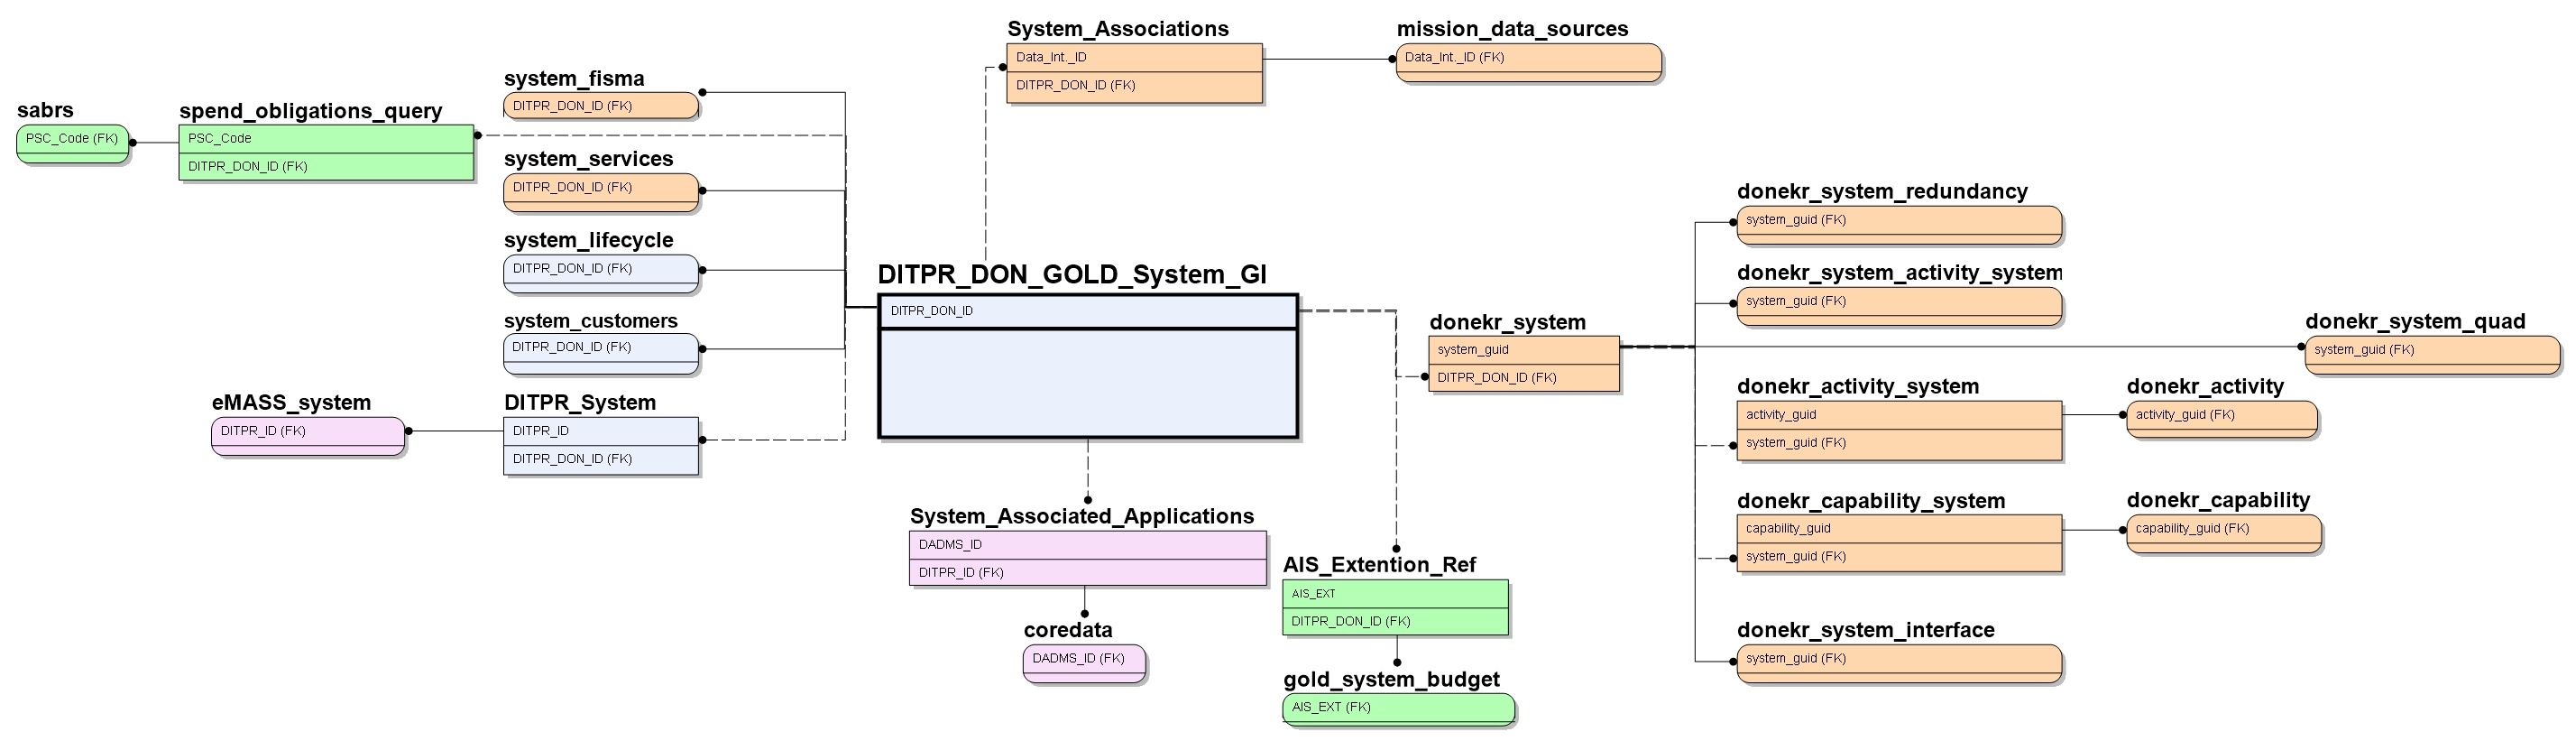 System_Associations
Data_Int._ID
DITPR_DON_ID (FK)
mission_data_sources
Data_Int._ID (FK)
system_fisma
DITPR_DON_ID (FK)
sabrs
PSC_Code (FK)
spend_obligations_query
PSC_Code
DITPR_DON_ID (FK)
system_services
DITPR_DON_ID (FK)
system_lifecycle
DITPR_DON_ID (FK)
system_customers
DITPR_DON_ID (FK)
eMASS_system
DITPR_ID (FK)
DITPR_System
DITPR_ID
DITPR_DON_ID (FK)
DITPR_DON_GOLD_System_GI
DITPR_DON_ID
System_Associated_Applications
DADMS_ID
DITPR_ID (FK)
coredata
DADMS_ID (FK)
AIS_Extention_Ref
AIS_EXT
DITPR_DON_ID (FK)
gold_system_budget
AIS_EXT (FK)
donekr_system
system_guid
DITPR_DON_ID (FK)
donekr_system_redundancy
system_guid (FK)
donekr_system_activity_system
system_guid (FK)
donekr_system_quad
system_guid (FK)
donekr_activity_system
activity_guid
system_guid (FK)
donekr_activity
activity_guid (FK)
donekr_capability_system
capability_guid
system_guid (FK)
donekr_capability
capability_guid (FK)
donekr_system_interface
system_guid (FK)